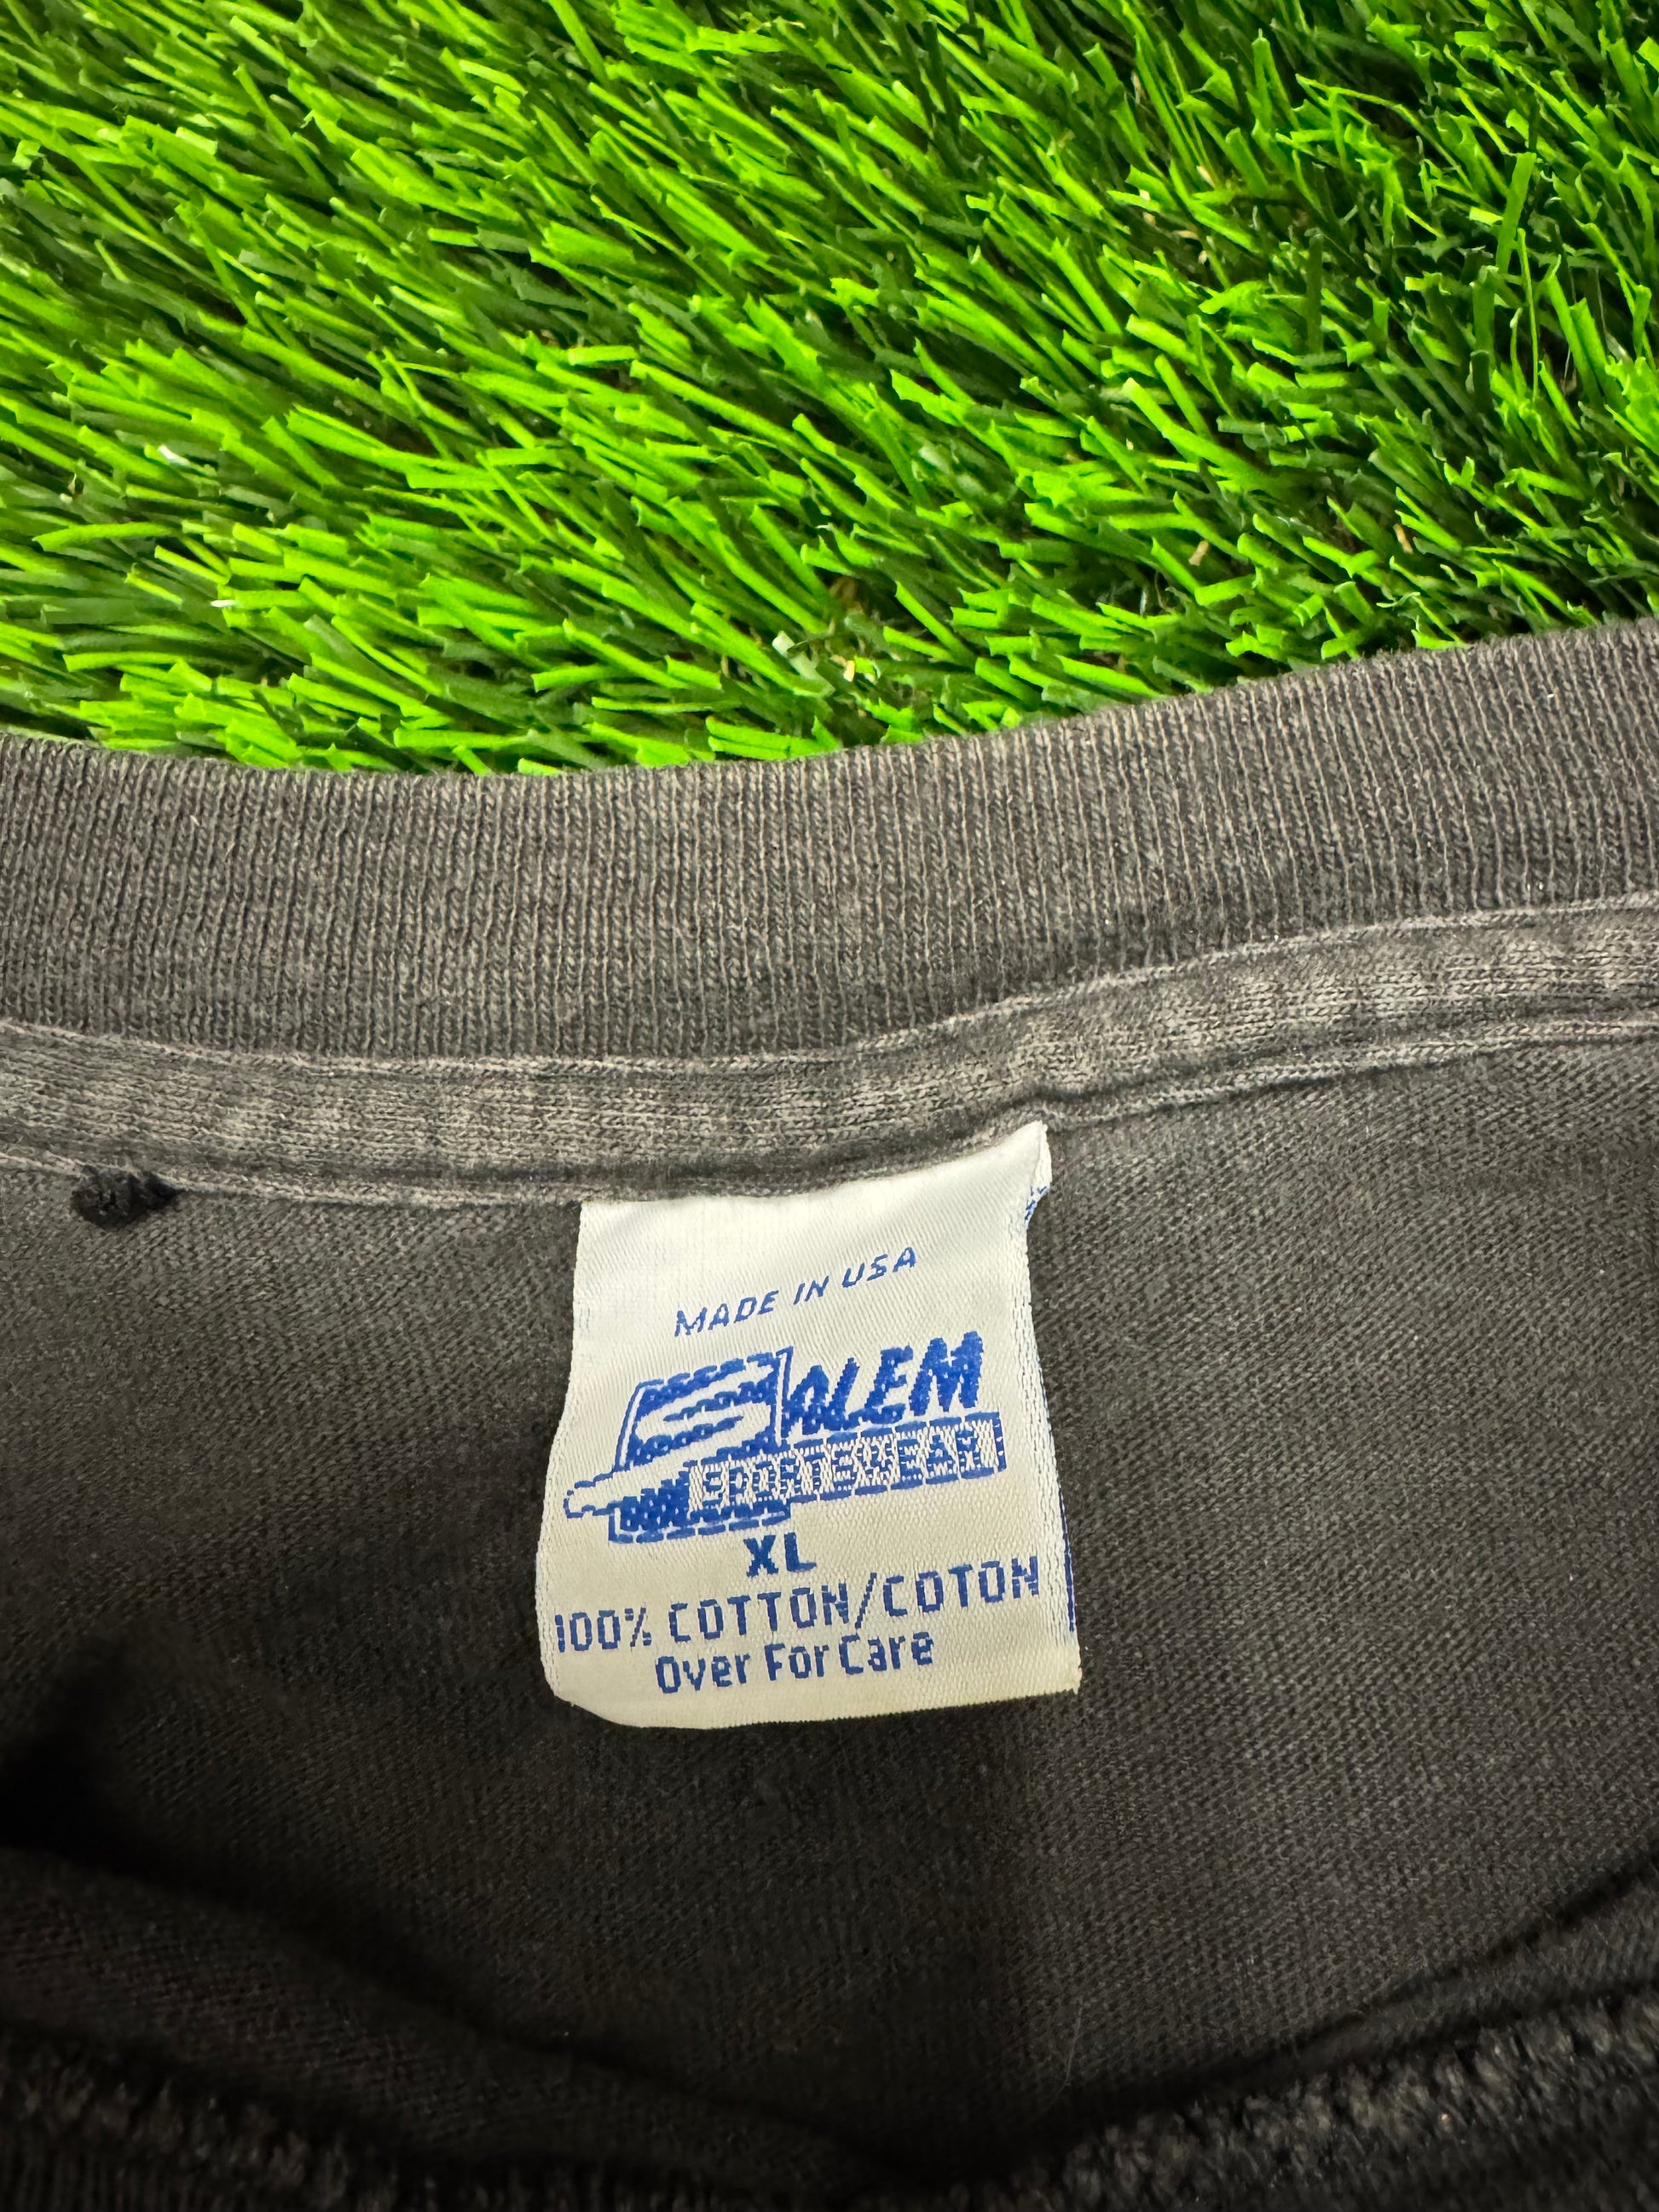 MADE IN USA
SALEM
SPORTSWEAR
XL
100% COTTON/COTON
Over For Care